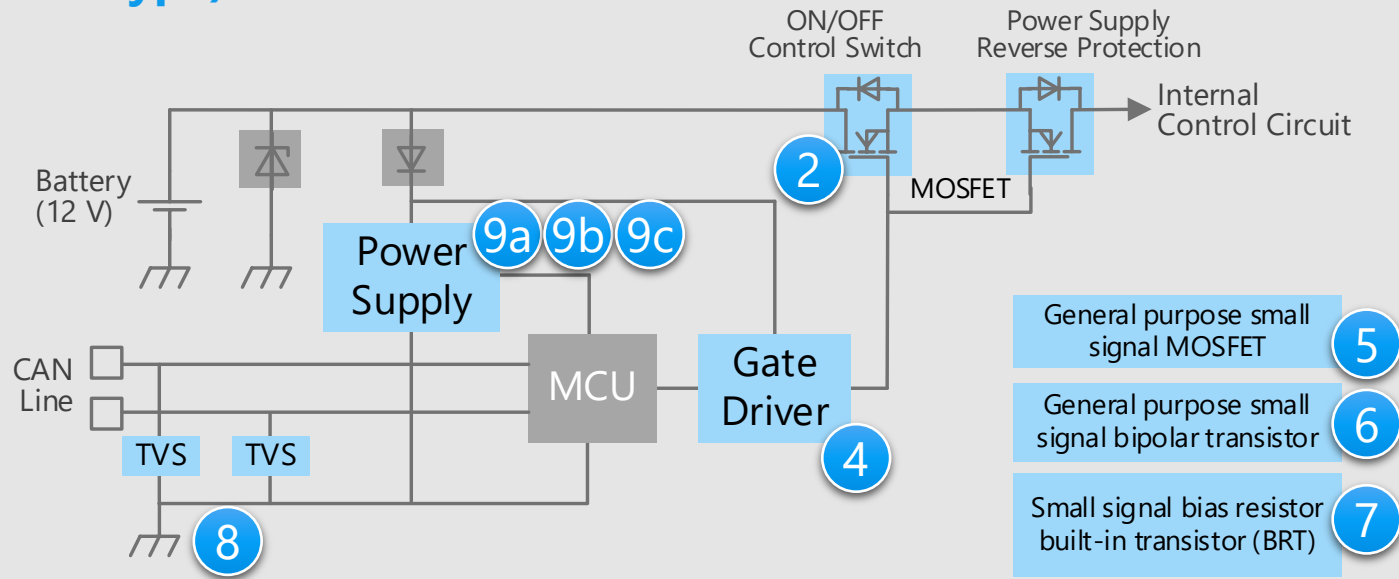 ON/OFF
Control Switch
Power Supply
Reverse Protection
Internal
Control Circuit
Battery
(12 V)
2
MOSFET
9a
9b
9c
Power
Supply
General purpose small
signal MOSFET
5
CAN
Line
MCU
Gate
Driver
4
General purpose small
signal bipolar transistor
6
TVS
TVS
8
Small signal bias resistor
built-in transistor (BRT)
7